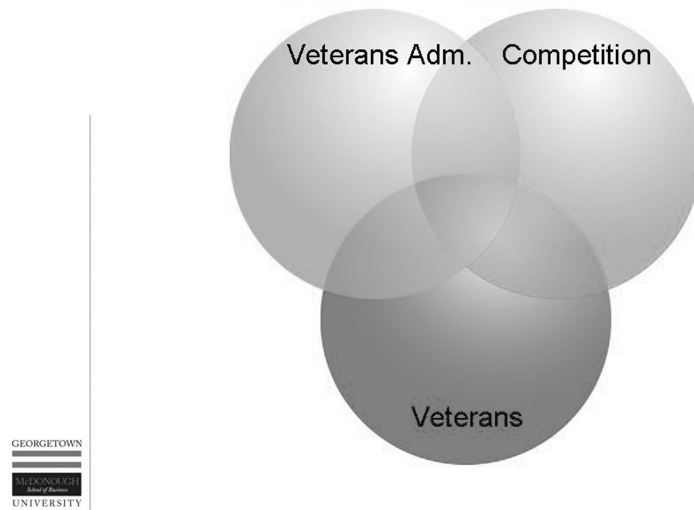 Veterans Adm.
Competition
Veterans
GEORGETOWN
McDONOUGH
School of Business
UNIVERSITY